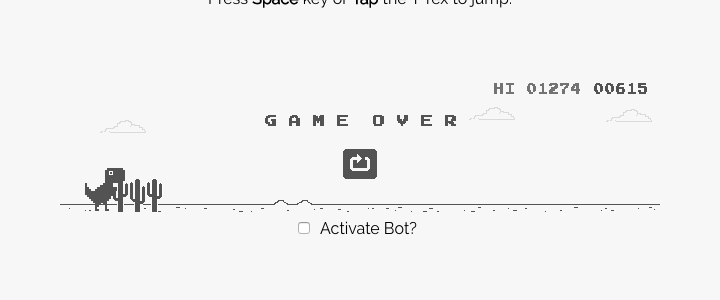 Press Space key or Tap the T-rex to jump.
HI 01274 00615
GAME OVER
Activate Bot?